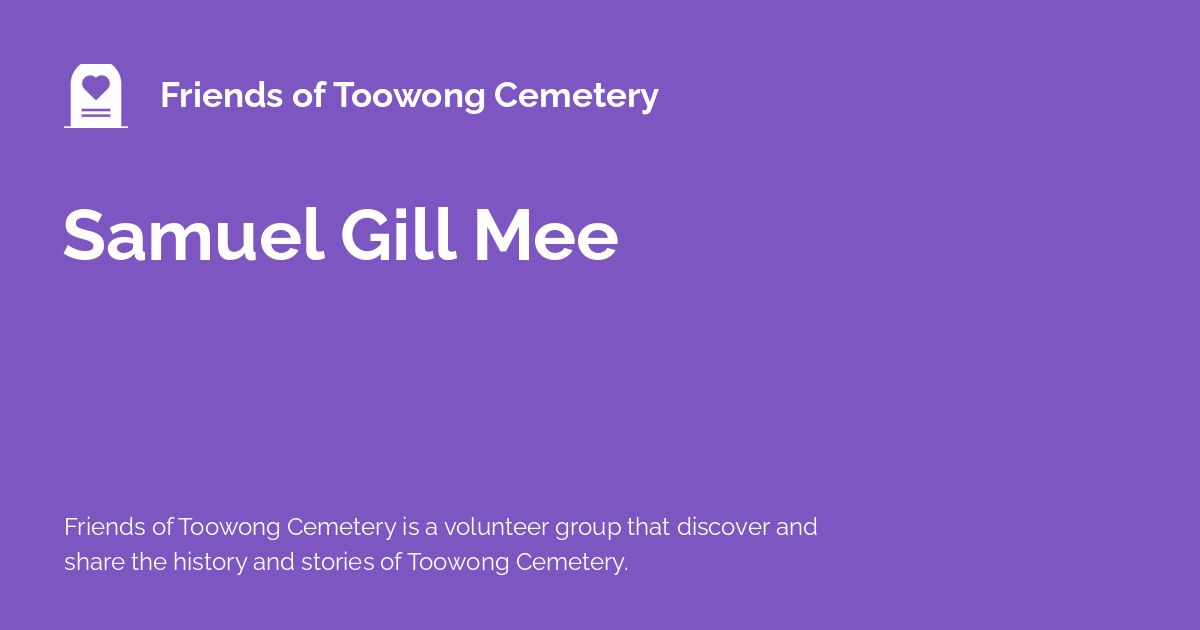 Friends of Toowong Cemetery
Samuel Gill Mee
Friends of Toowong Cemetery is a volunteer group that discover and
share the history and stories of Toowong Cemetery.